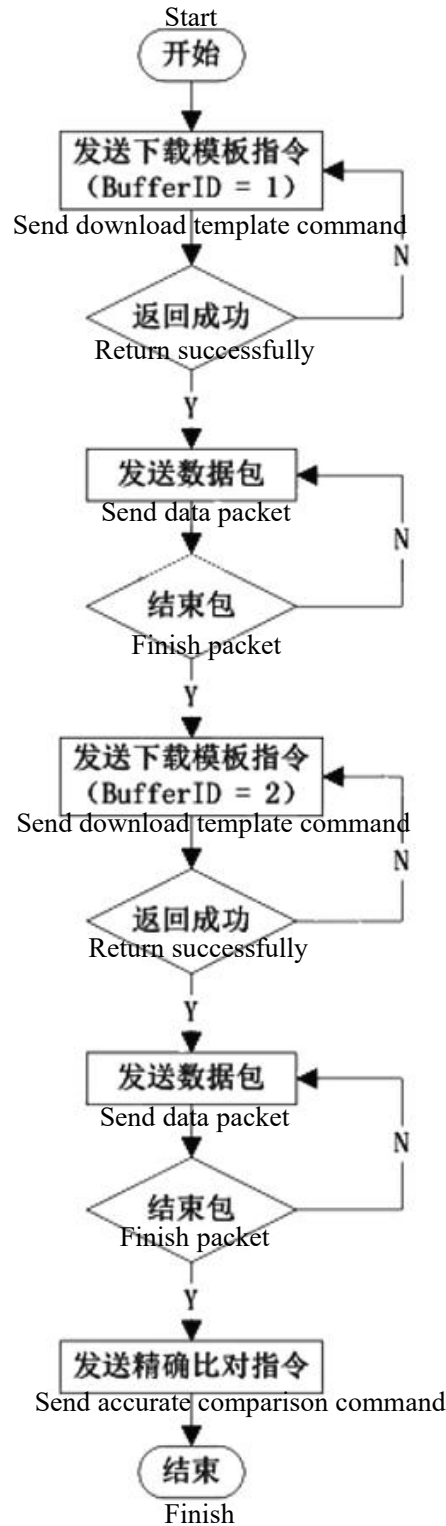 Start
开始
发送下载模板指令
(BufferID = 1)
Send download template command
N
返回成功
Return successfully
Y
发送数据包
Send data packet
N
结束包
Finish packet
Y
发送下载模板指令
(BufferID = 2)
Send download template command
N
返回成功
Return successfully
Y
发送数据包
Send data packet
N
结束包
Finish packet
Y
发送精确比对指令
Send accurate comparison command
结束
Finish